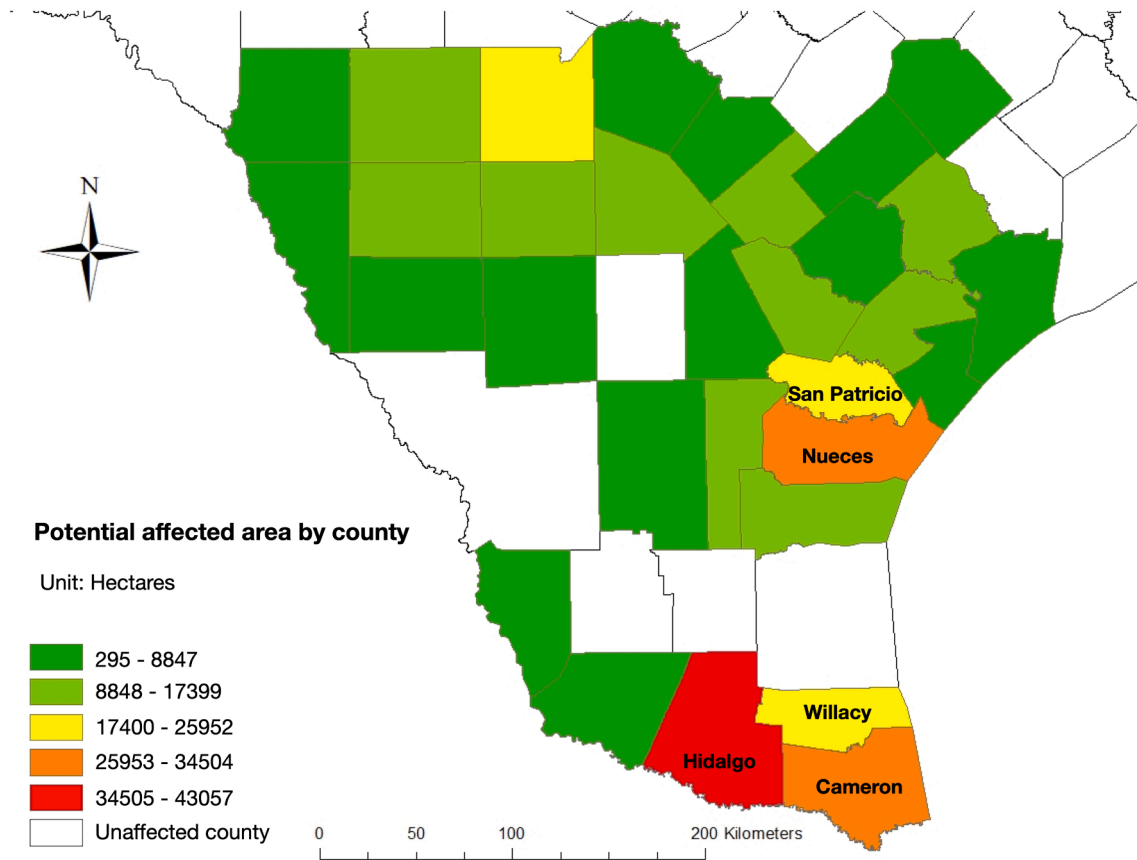 N
San Patricio
Nueces
Potential affected area by county
Unit: Hectares
295 - 8847
8848 - 17399
17400 - 25952
25953 - 34504
34505 - 43057
Unaffected county
Willacy
Hidalgo
Cameron
0 50 100 200 Kilometers